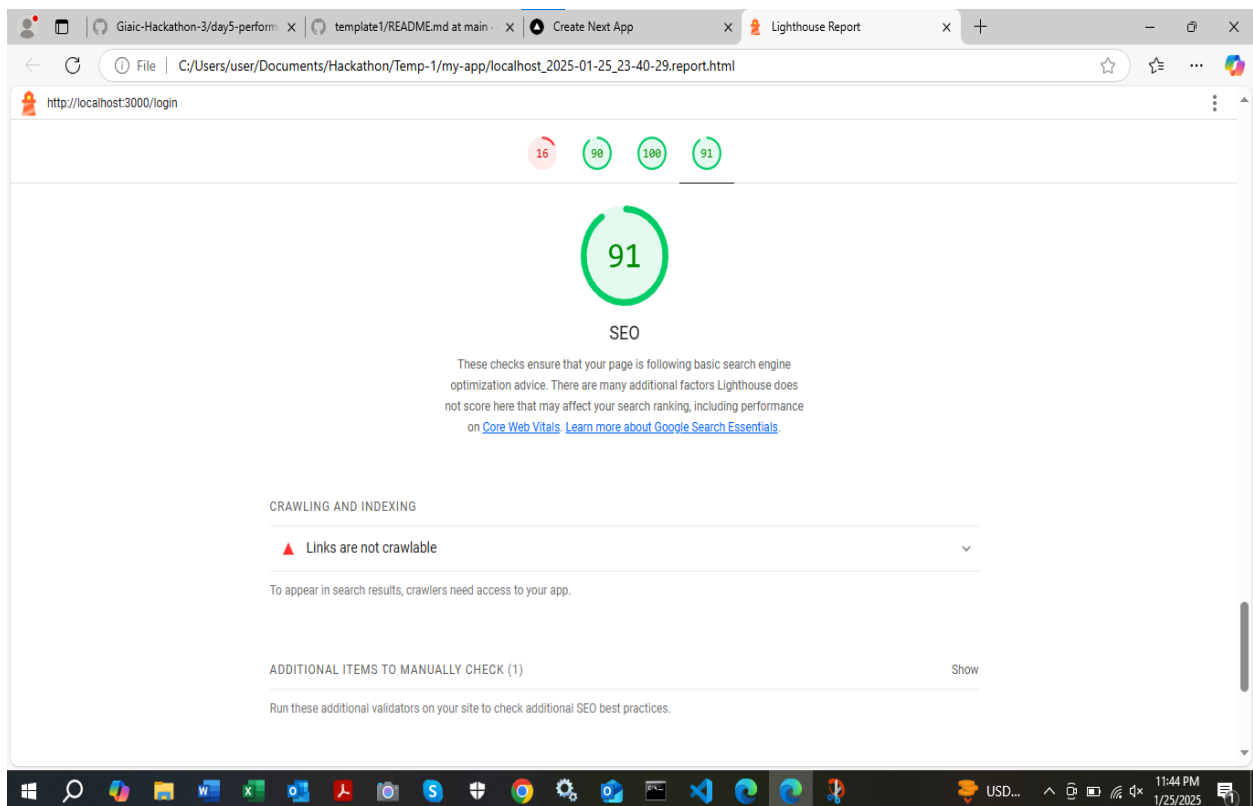 Giaic-Hackathon-3/day5-perform
template1/README.md at main ·
Create Next App
Lighthouse Report
File
C:/Users/user/Documents/Hackathon/Temp-1/my-app/localhost_2025-01-25_23-40-29.report.html
http://localhost:3000/login
16
90
100
91
91
SEO
These checks ensure that your page is following basic search engine
optimization advice. There are many additional factors Lighthouse does
not score here that may affect your search ranking, including performance
on Core Web Vitals. Learn more about Google Search Essentials.
CRAWLING AND INDEXING
Links are not crawlable
To appear in search results, crawlers need access to your app.
ADDITIONAL ITEMS TO MANUALLY CHECK (1)
Show
Run these additional validators on your site to check additional SEO best practices.
USD...
11:44 PM
1/25/2025